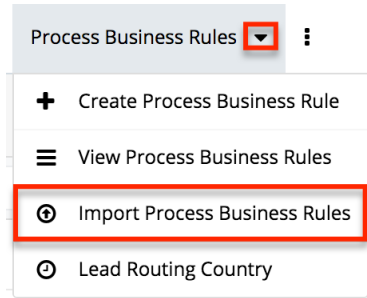 Process Business Rules
Create Process Business Rule
View Process Business Rules
Import Process Business Rules
Lead Routing Country